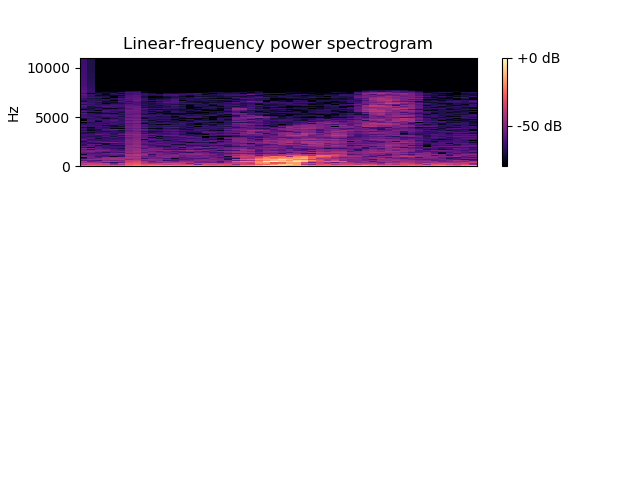 Linear-frequency power spectrogram
10000
5000
0
Hz
+0 dB
-50 dB